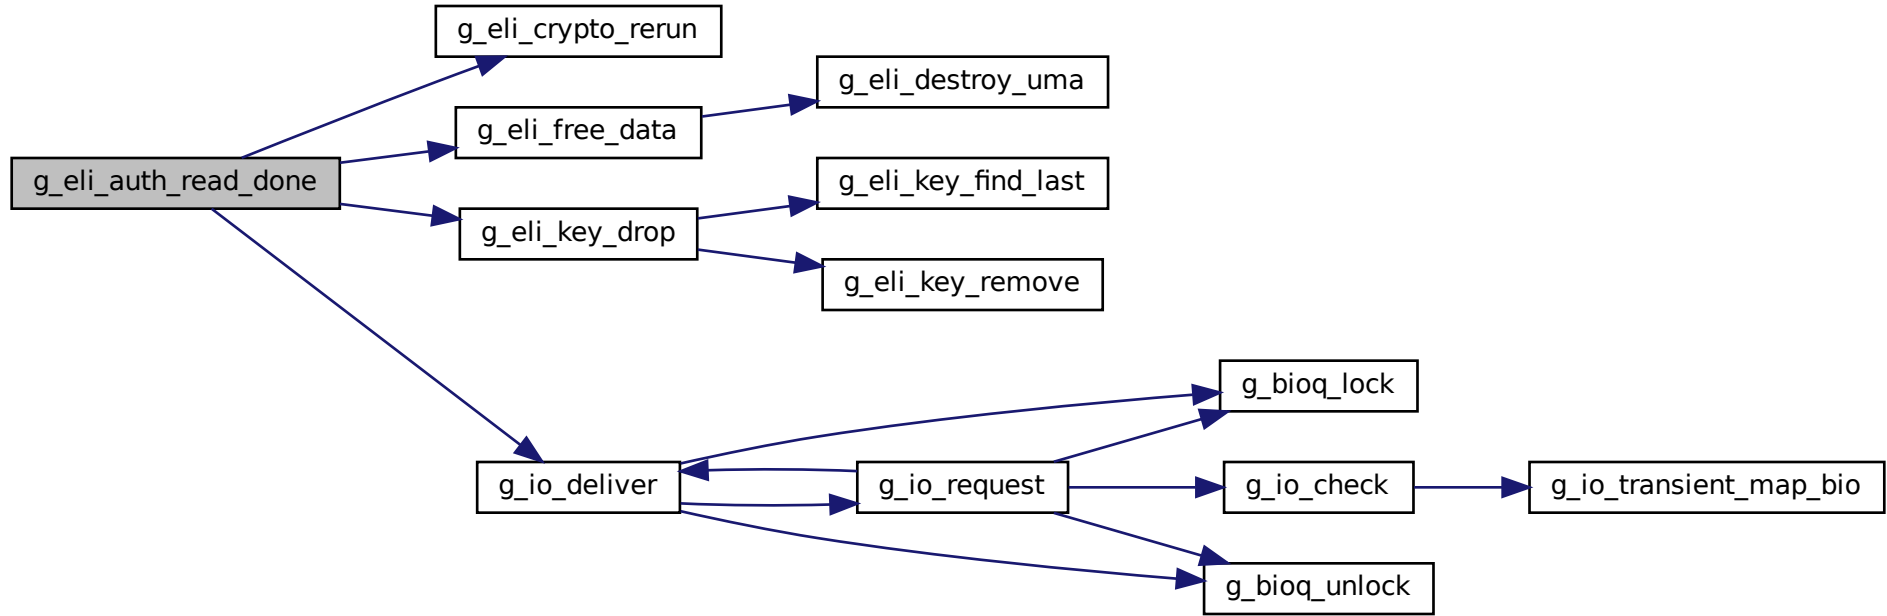 g_eli_crypto_rerun
g_eli_destroy_uma
g_eli_free_data
g_eli_auth_read_done
g_eli_key_find_last
g_eli_key_drop
g_eli_key_remove
g_bioq_lock
g_io_deliver
g_io_request
g_io_check
g_io_transient_map_bio
g_bioq_unlock